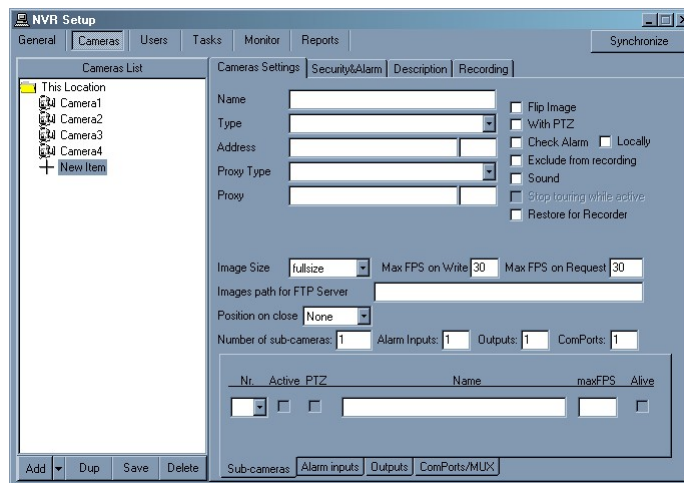 NVR Setup
General Cameras Users Tasks Monitor Reports Synchronize
Cameras List
This Location
Camera1
Camera2
Camera3
Camera4
New Item
Add Dup Save Delete
Cameras Settings Security&Alarm Description Recording
Name
Type
Address
Proxy Type
Proxy
Flip Image
With PTZ
Check Alarm Locally
Exclude from recording
Sound
Stop touring while active
Restore for Recorder
Image Size fullsize Max FPS on Write 30 Max FPS on Request 30
Images path for FTP Server
Position on close None
Number of sub-cameras: 1 Alarm Inputs: 1 Outputs: 1 ComPorts: 1
Nr. Active PTZ Name maxFPS Alive
Sub-cameras Alarm inputs Outputs ComPorts/MUX